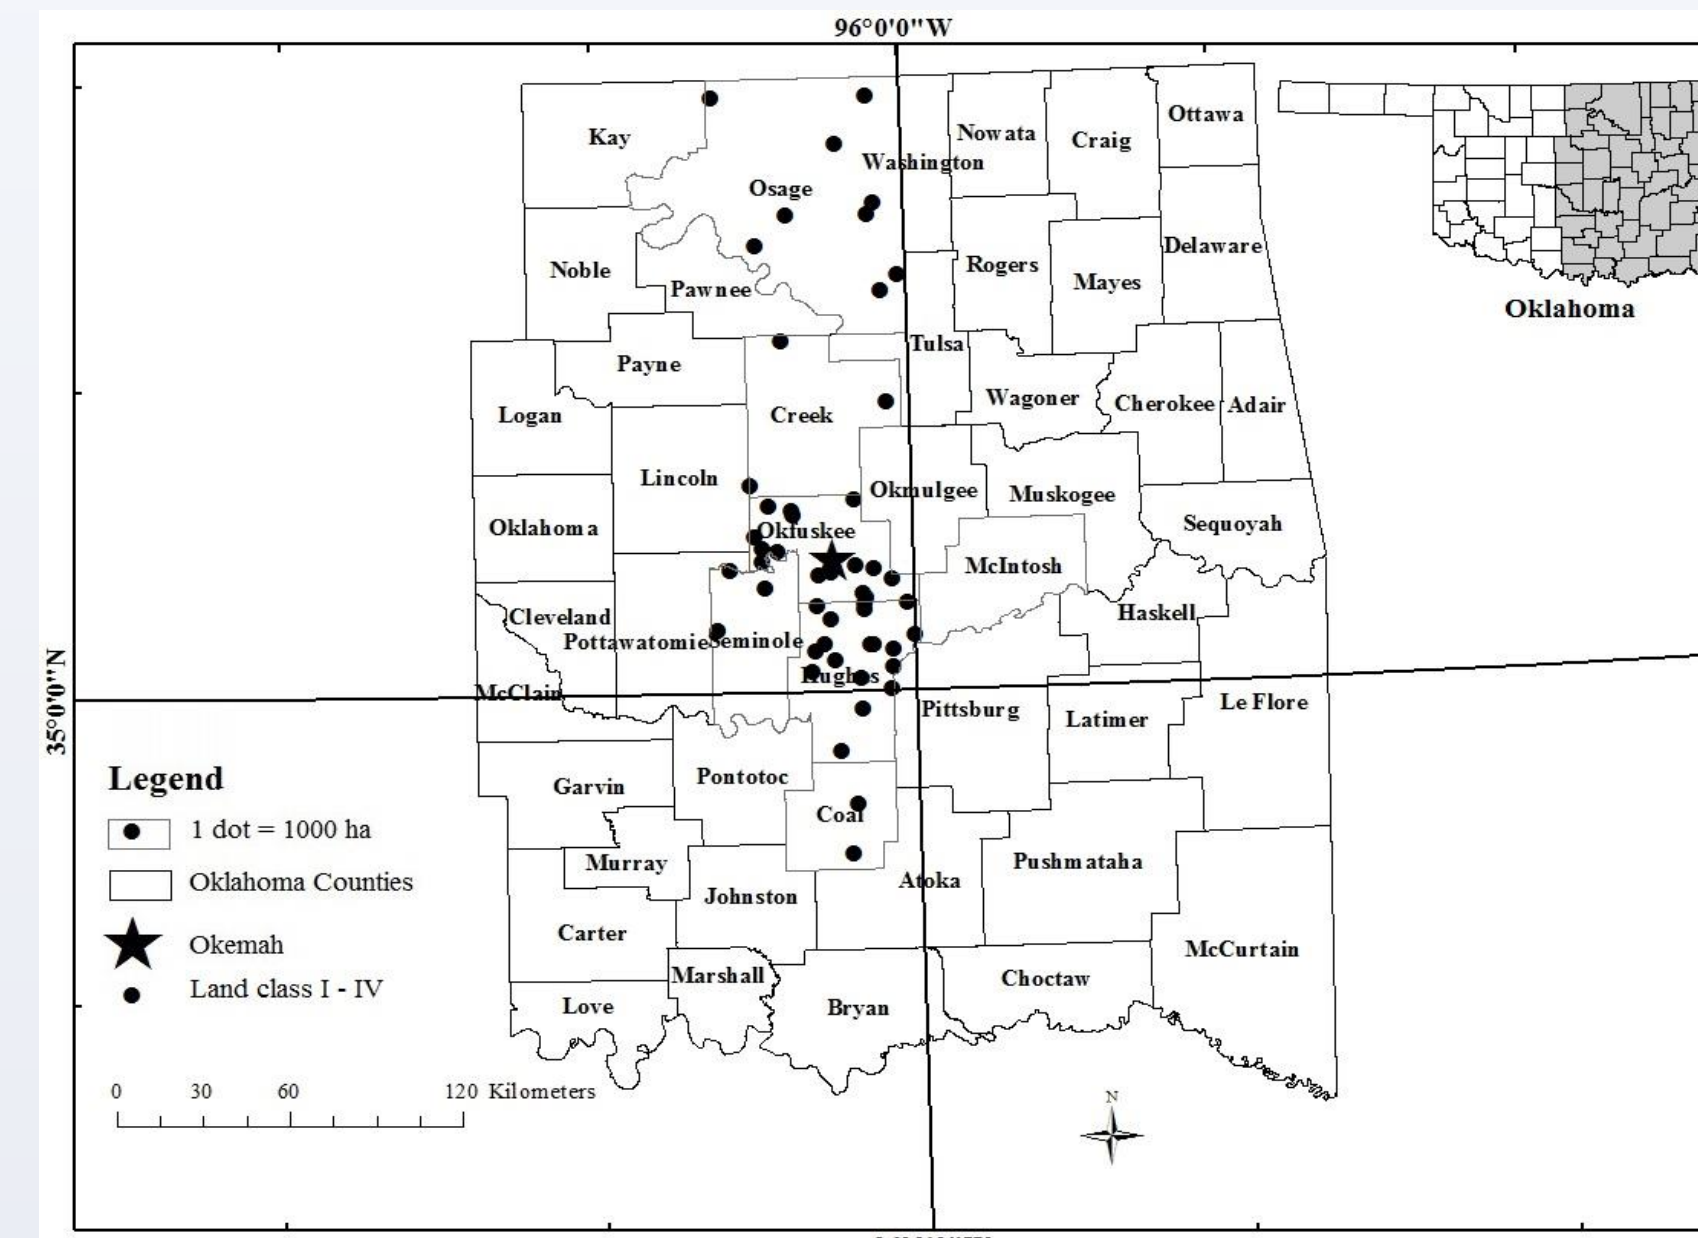 96°0'0"W
Ottawa
Nowata
Craig
Kay
Washington
Osage
Delaware
Noble
Rogers
Mayes
Pawnee
Oklahoma
Tulsa
Payne
Wagoner
Cherokee
Adair
Creek
Logan
Lincoln
Okmulgee
Muskogee
Sequoyah
Oklahoma
Okfuskee
McIntosh
Haskell
Cleveland
Pottawatomie
Seminole
Hughes
McClain
35°0'0"N
Le Flore
Pittsburg
Latimer
Legend
Pontotoc
Garvin
Coal
1 dot = 1000 ha
Murray
Pushmataha
Oklahoma Counties
Atoka
Johnston
Carter
Okemah
McCurtain
Marshall
Choctaw
Land class I - IV
Love
Bryan
0 30 60 120 Kilometers
N